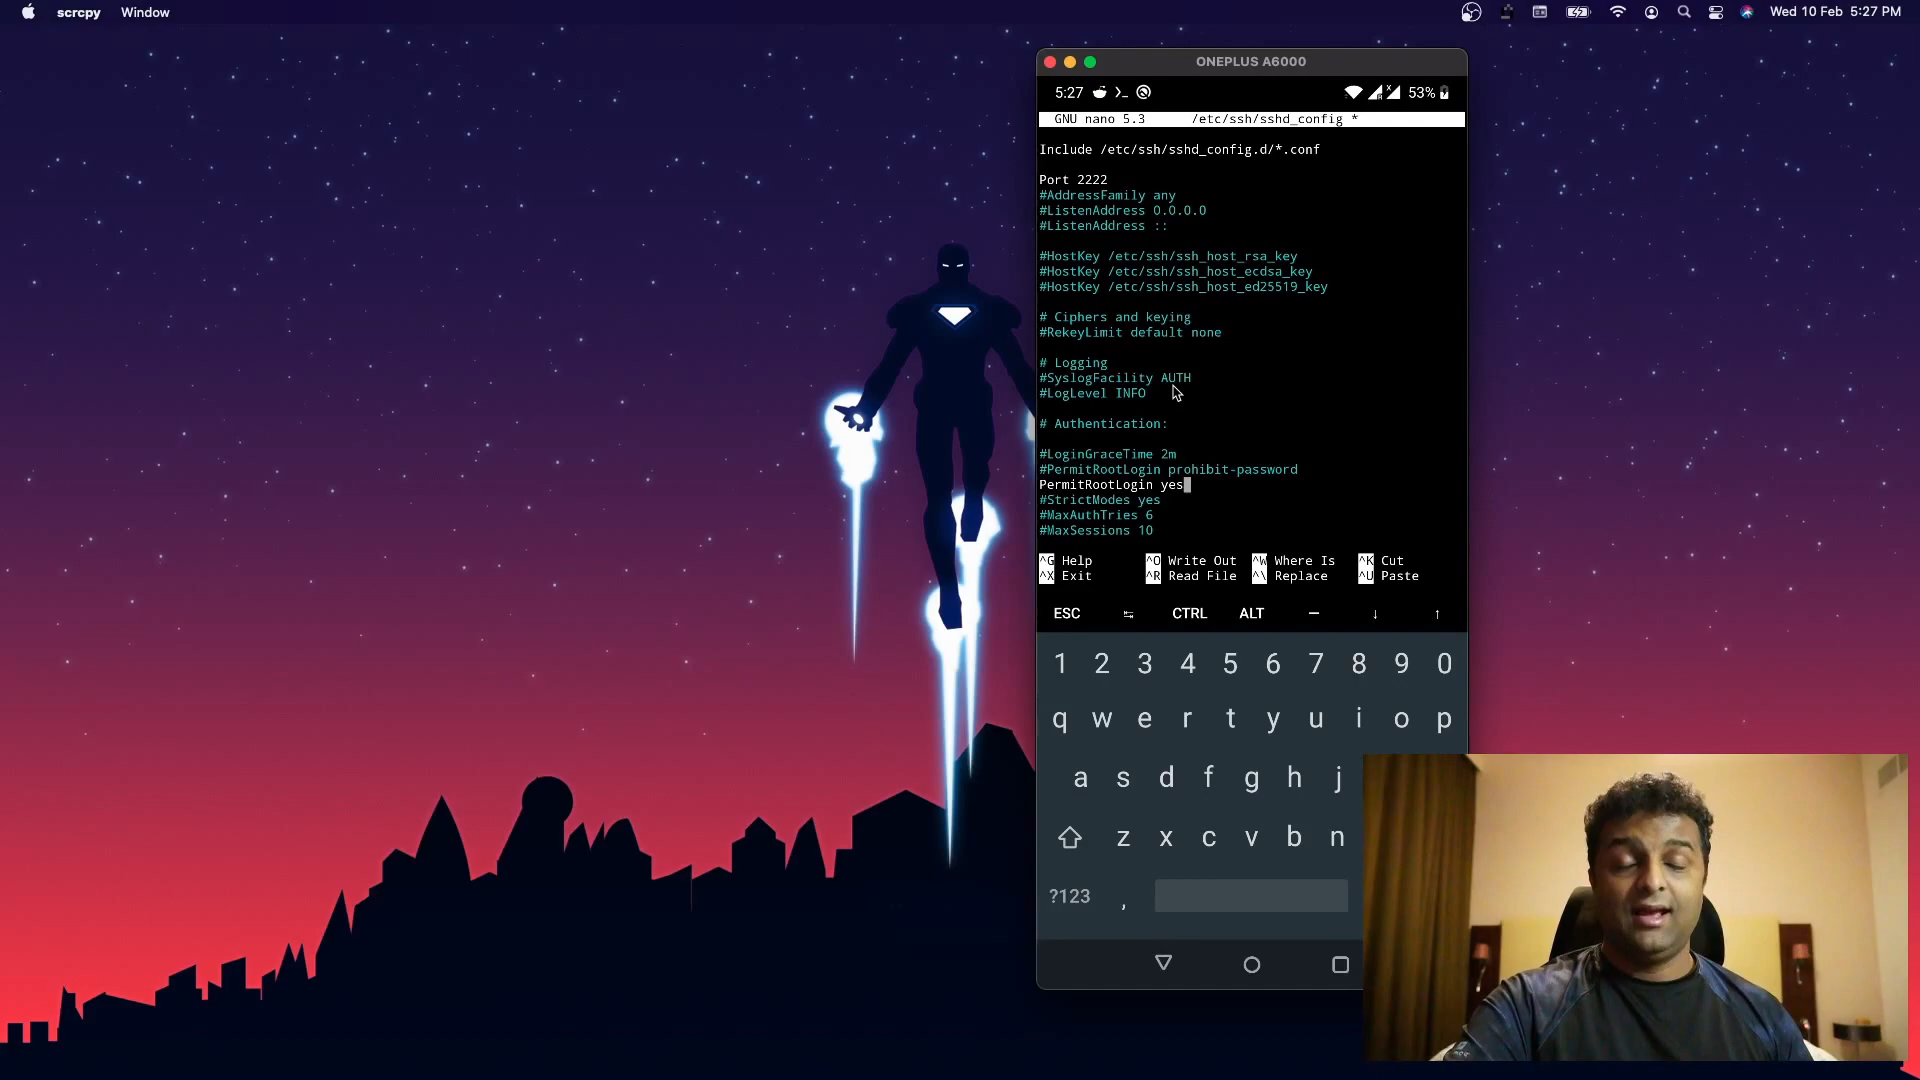 scrcpy Window
Wed 10 Feb 5:27 PM
ONEPLUS A6000
5:27
53%
GNU nano 5.3 /etc/ssh/sshd_config *
Include /etc/ssh/sshd_config.d/*.conf
Port 2222
#AddressFamily any
#ListenAddress 0.0.0.0
#ListenAddress ::
#HostKey /etc/ssh/ssh_host_rsa_key
#HostKey /etc/ssh/ssh_host_ecdsa_key
#HostKey /etc/ssh/ssh_host_ed25519_key
# Ciphers and keying
#RekeyLimit default none
# Logging
#SyslogFacility AUTH
#LogLevel INFO
# Authentication:
#LoginGraceTime 2m
#PermitRootLogin prohibit-password
PermitRootLogin yes
#StrictModes yes
#MaxAuthTries 6
#MaxSessions 10
^G Help ^O Write Out ^W Where Is ^K Cut
^X Exit ^R Read File ^\ Replace ^U Paste
ESC ↹ CTRL ALT — ↓ ↑
1 2 3 4 5 6 7 8 9 0
q w e r t y u i o p
a s d f g h j
z x c v b n
?123 ,